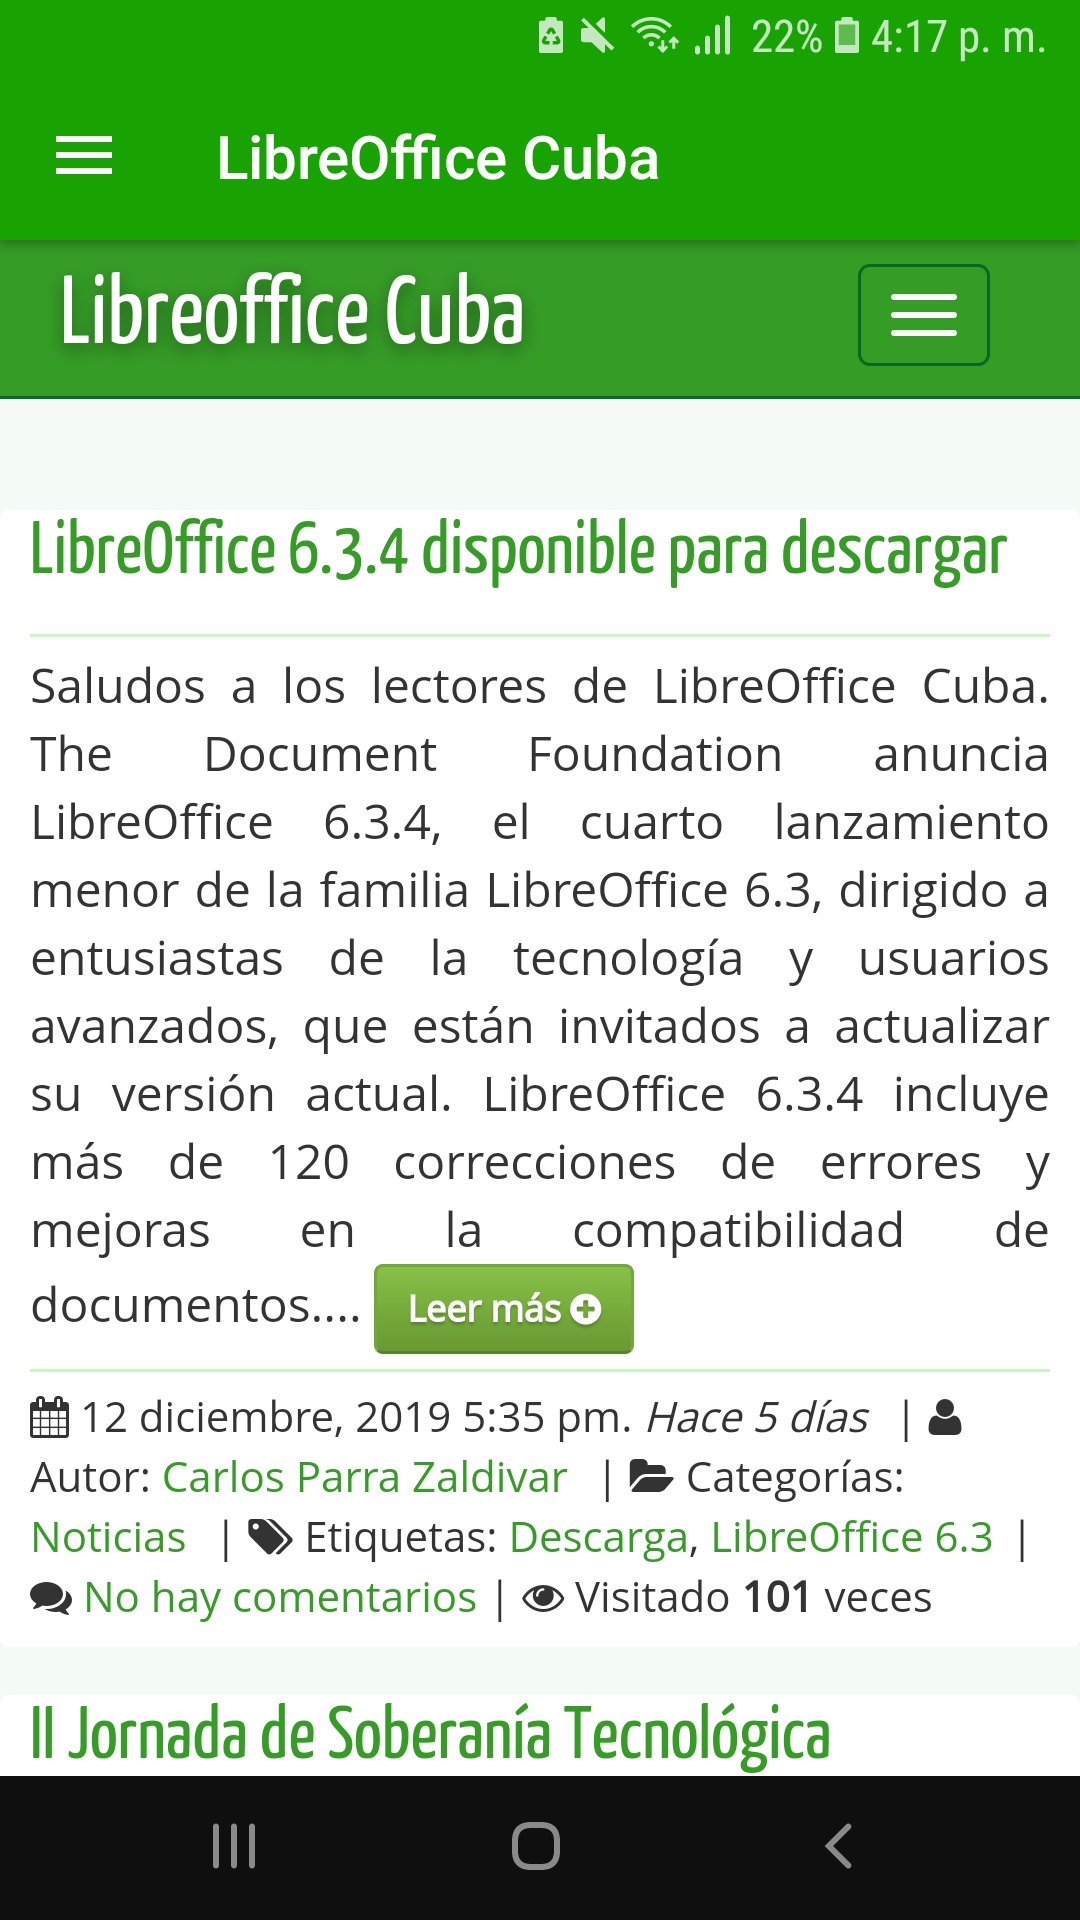 22% 4:17 p. m.
LibreOffice Cuba
Libreoffice Cuba
LibreOffice 6.3.4 disponible para descargar
Saludos a los lectores de LibreOffice Cuba.
The Document Foundation anuncia
LibreOffice 6.3.4, el cuarto lanzamiento
menor de la familia LibreOffice 6.3, dirigido a
entusiastas de la tecnología y usuarios
avanzados, que están invitados a actualizar
su versión actual. LibreOffice 6.3.4 incluye
más de 120 correcciones de errores y
mejoras en la compatibilidad de
documentos.... Leer más
12 diciembre, 2019 5:35 pm. Hace 5 días |
Autor: Carlos Parra Zaldivar | Categorías:
Noticias | Etiquetas: Descarga, LibreOffice 6.3 |
No hay comentarios | Visitado 101 veces
II Jornada de Soberanía Tecnológica